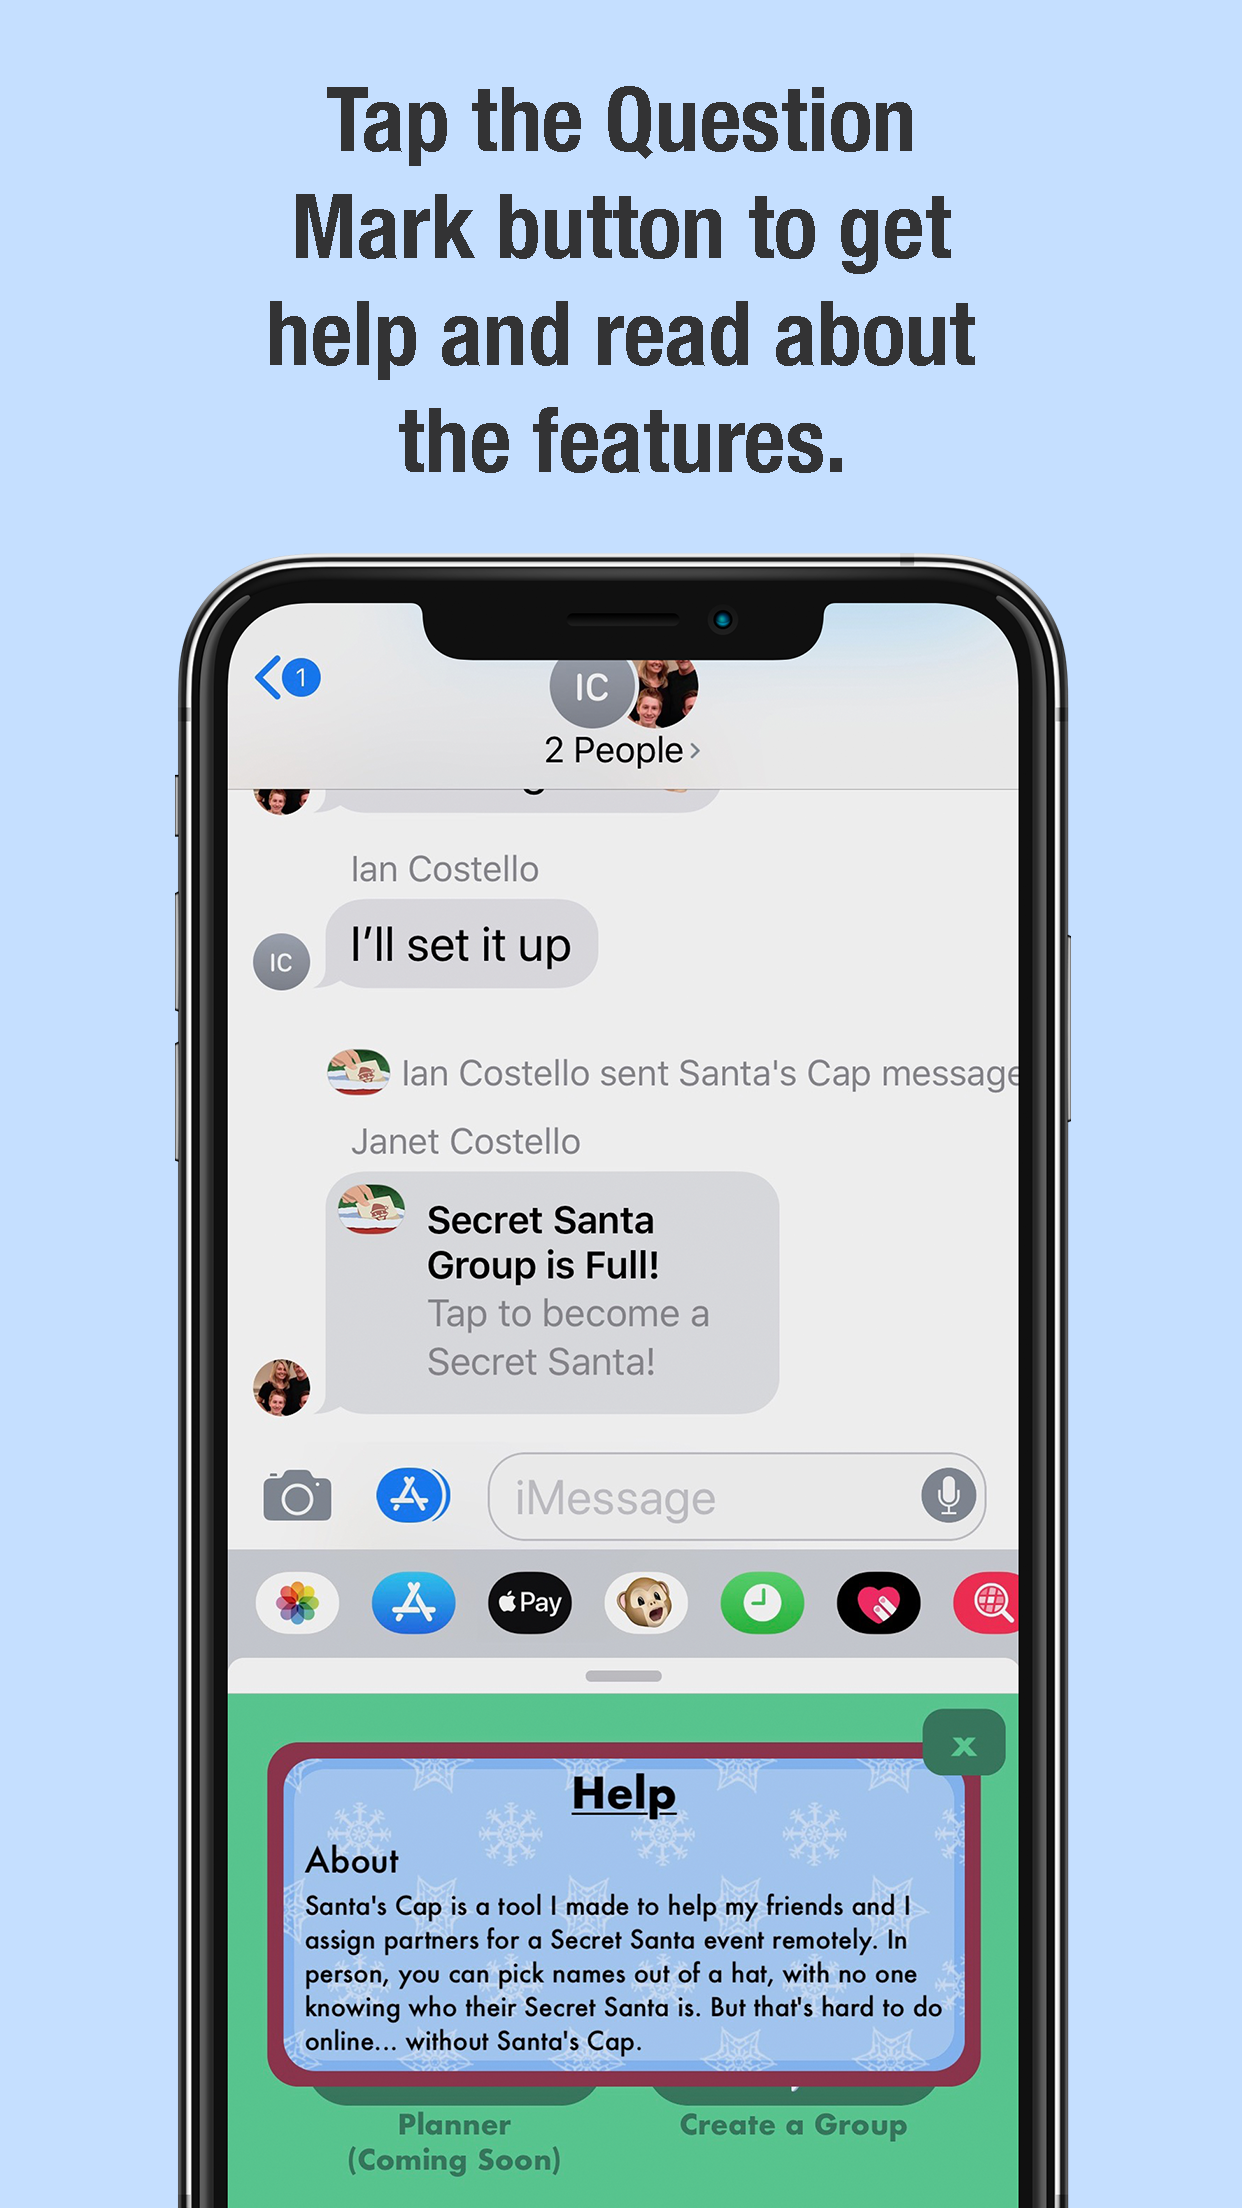 Tap the Question
Mark button to get
help and read about
the features.
1
IC
2 People
Ian Costello
I'll set it up
IC
Ian Costello sent Santa's Cap message
Janet Costello
Secret Santa
Group is Full!
Tap to become a
Secret Santa!
iMessage
Pay
x
Help
About
Santa's Cap is a tool I made to help my friends and I
assign partners for a Secret Santa event remotely. In
person, you can pick names out of a hat, with no one
knowing who their Secret Santa is. But that's hard to do
online... without Santa's Cap.
Planner
(Coming Soon)
Create a Group